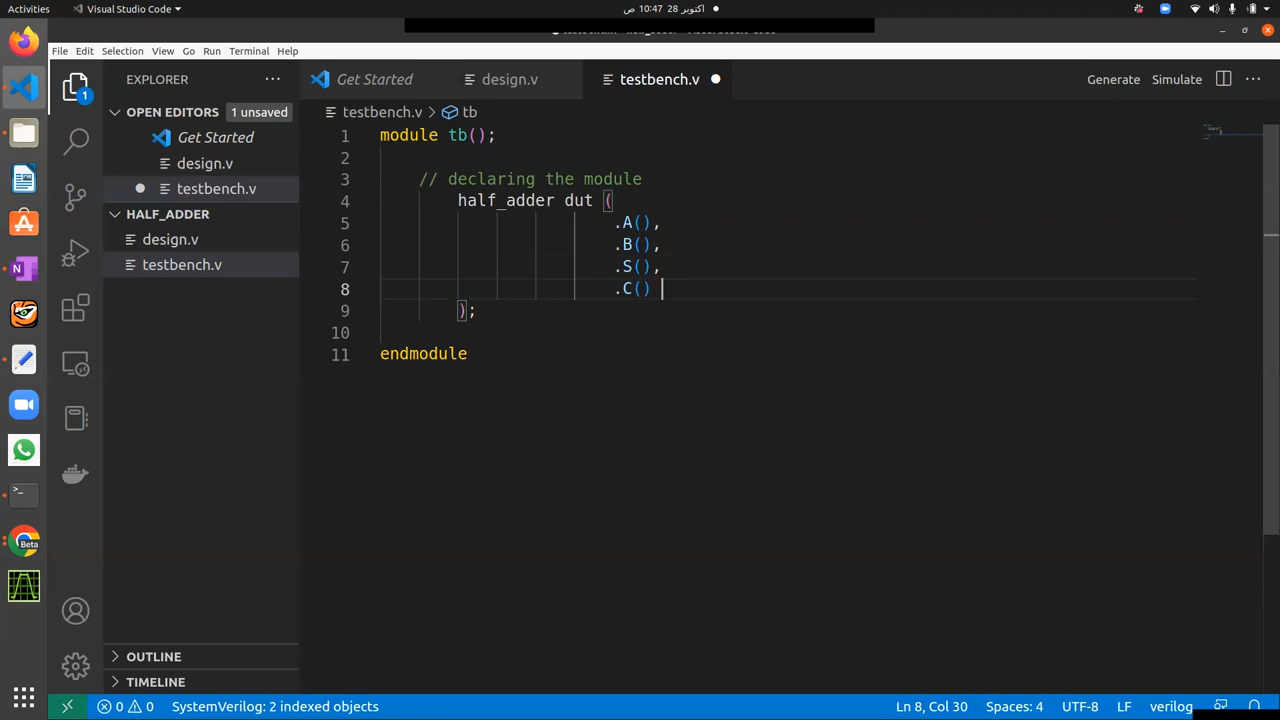 Activities
Visual Studio Code
اکتوبر 28 10:47 ص
File Edit Selection View Go Run Terminal Help
EXPLORER
Get Started
design.v
testbench.v
Generate
Simulate
testbench.v > tb
OPEN EDITORS
1 unsaved
Get Started
design.v
testbench.v
HALF_ADDER
design.v
testbench.v
1
1 module tb();
2
3 // declaring the module
4 half_adder dut (
5 .A(),
6 .B(),
7 .S(),
8 .C()
9 );
10
11 endmodule
Beta
OUTLINE
TIMELINE
0 0
SystemVerilog: 2 indexed objects
Ln 8, Col 30
Spaces: 4
UTF-8
LF
verilog